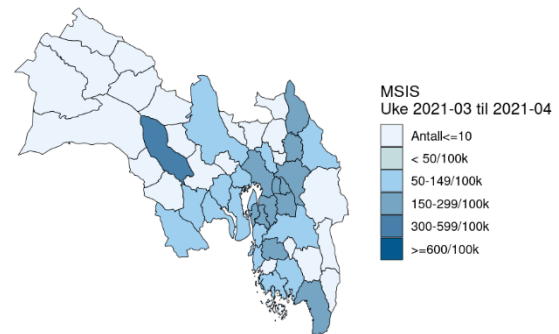 MSIS
Uke 2021-03 til 2021-04
Antall<=10
< 50/100k
50-149/100k
150-299/100k
300-599/100k
>=600/100k